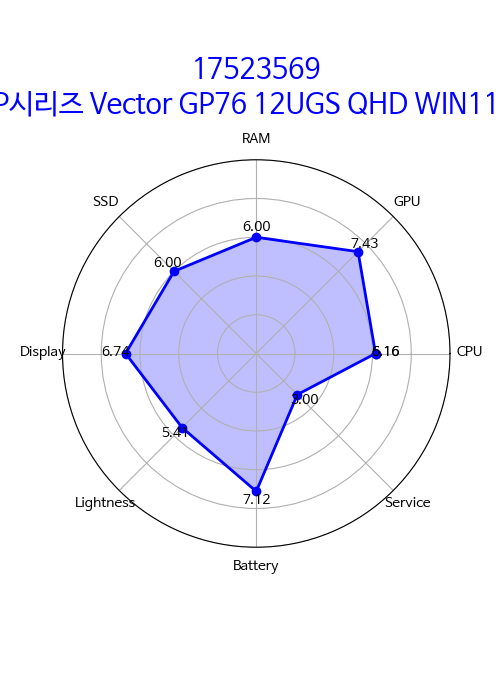 17523569
P시리즈 Vector GP76 12UGS QHD WIN11
RAM
SSD
GPU
6.00
7.43
6.00
Display
6.74
6.16
CPU
3.00
5.41
Lightness
7.12
Service
Battery